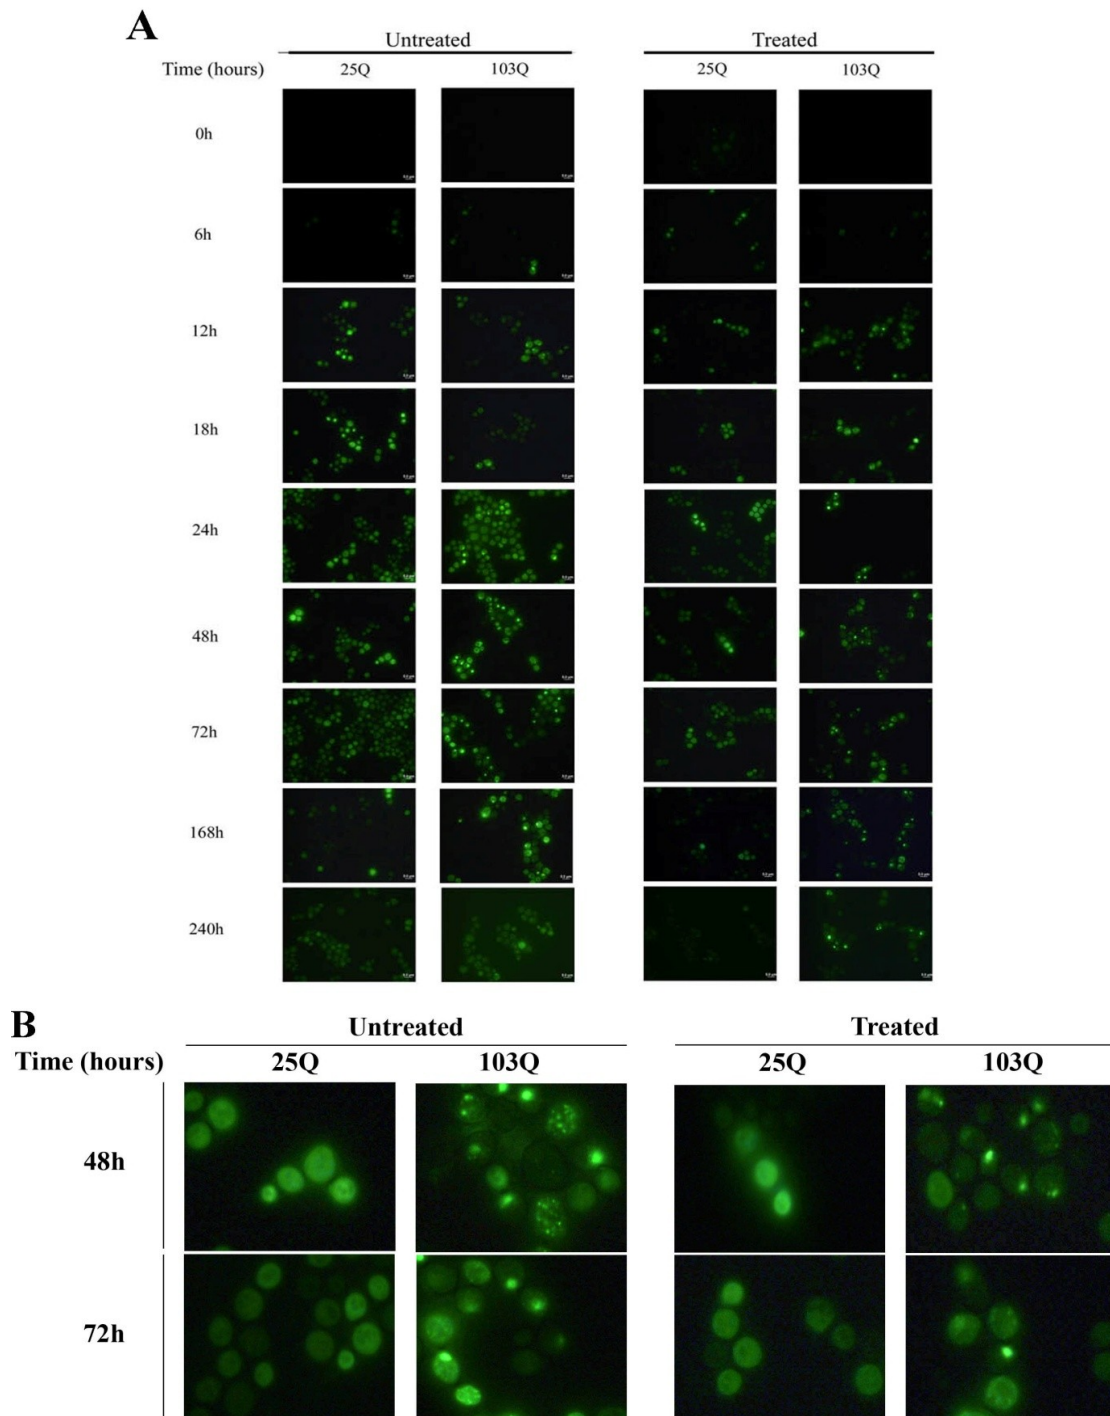 A
Untreated Treated
Time (hours) 25Q 103Q 25Q 103Q
0h
6h
12h
18h
24h
48h
72h
168h
240h
B
Untreated Treated
Time (hours) 25Q 103Q 25Q 103Q
48h
72h